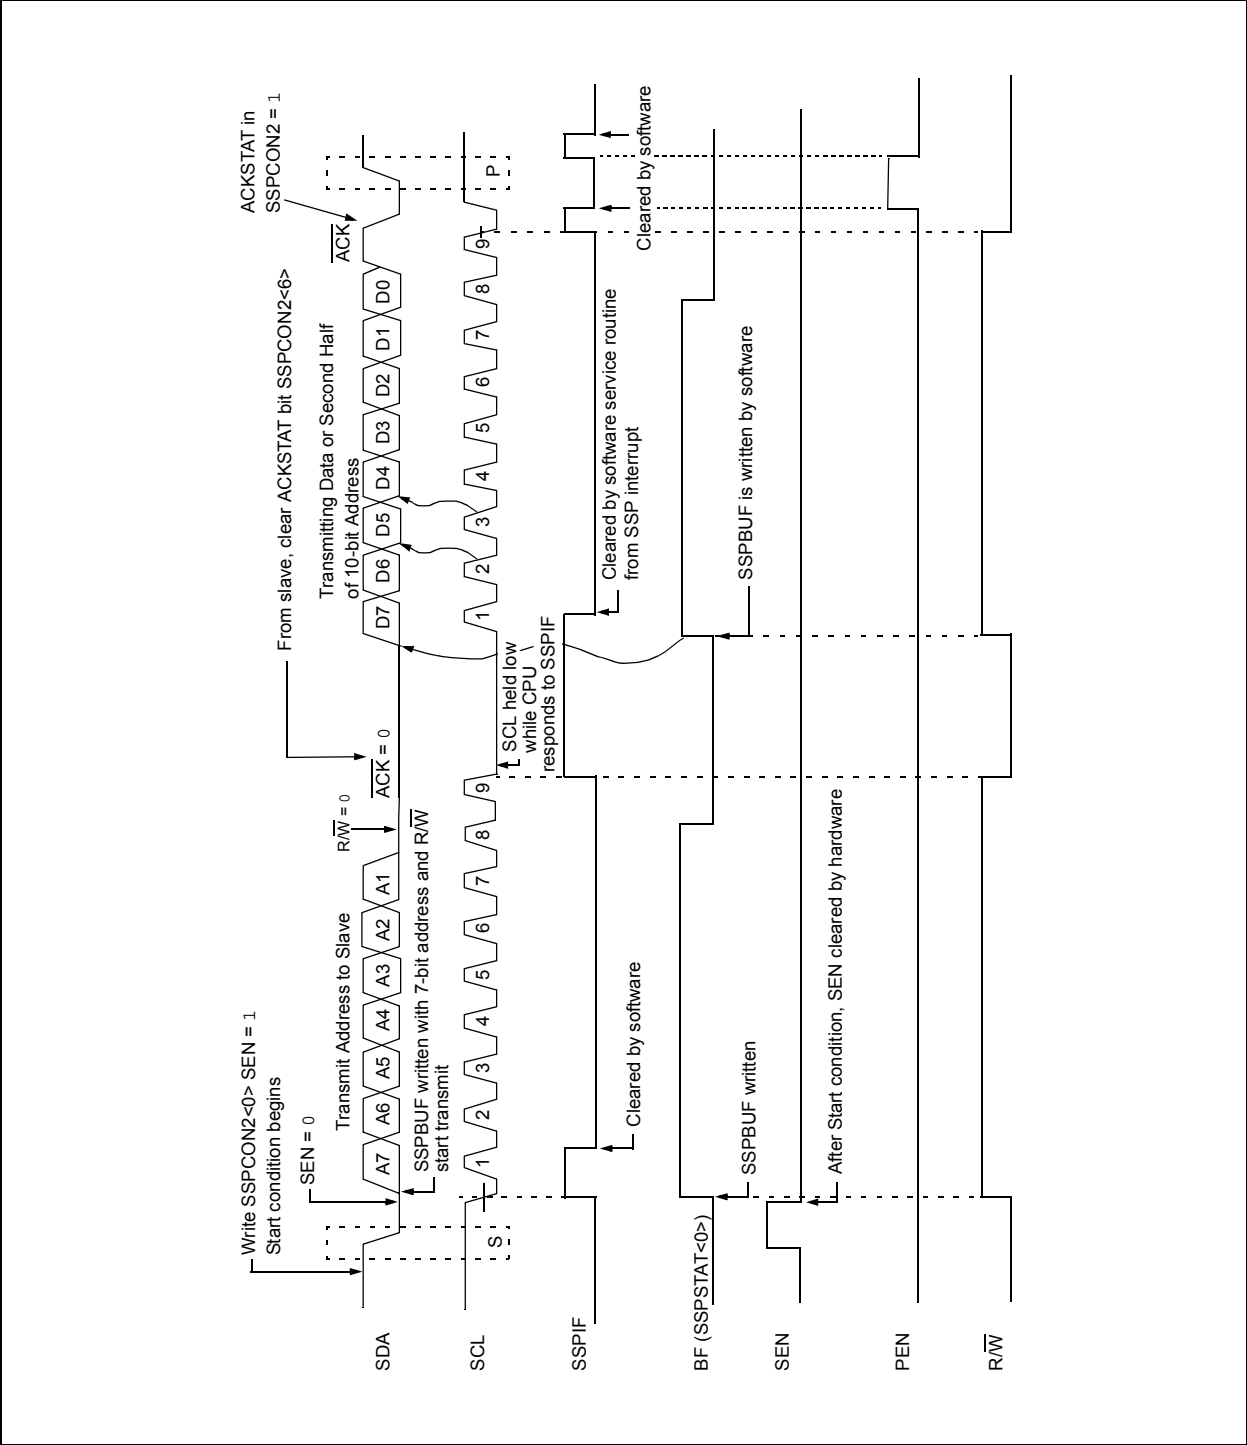 Write SSPCON2<0> SEN = 1
Start condition begins
SEN = 0
From slave, clear ACKSTAT bit SSPCON2<6>
ACKSTAT in
SSPCON2 = 1
Transmit Address to Slave
R/W = 0
ACK = 0
Transmitting Data or Second Half
of 10-bit Address
ACK
SDA
A7 A6 A5 A4 A3 A2 A1
D7 D6 D5 D4 D3 D2 D1 D0
SSPBUF written with 7-bit address and R/W
start transmit
SCL
S
1 2 3 4 5 6 7 8 9
1 2 3 4 5 6 7 8 9
P
SCL held low
while CPU
responds to SSPIF
SSPIF
Cleared by software
Cleared by software service routine
from SSP interrupt
Cleared by software
BF (SSPSTAT<0>)
SSPBUF written
SSPBUF is written by software
SEN
After Start condition, SEN cleared by hardware
PEN
R/W